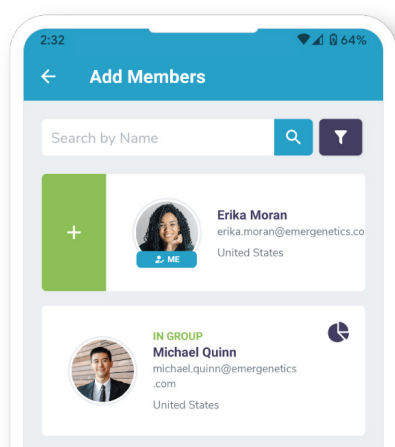 2:32 64%
Add Members
Search by Name
+
Erika Moran
erika.moran@emergenetics.co
United States
ME
IN GROUP
Michael Quinn
michael.quinn@emergenetics
.com
United States